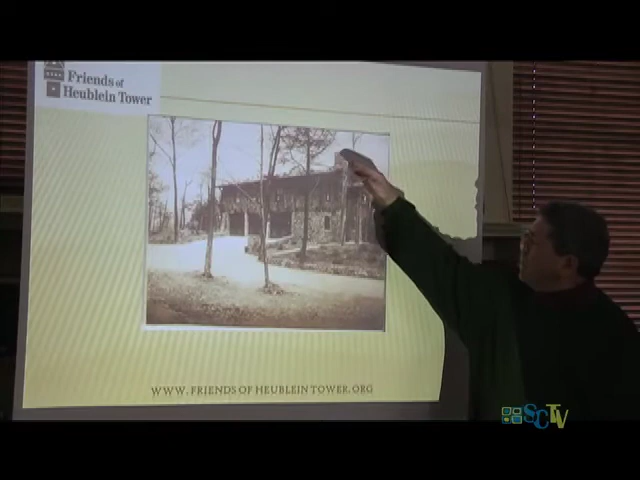 Friends of
Heublein Tower
WWW. FRIENDS OF HEUBLEIN TOWER.ORG
SCTV